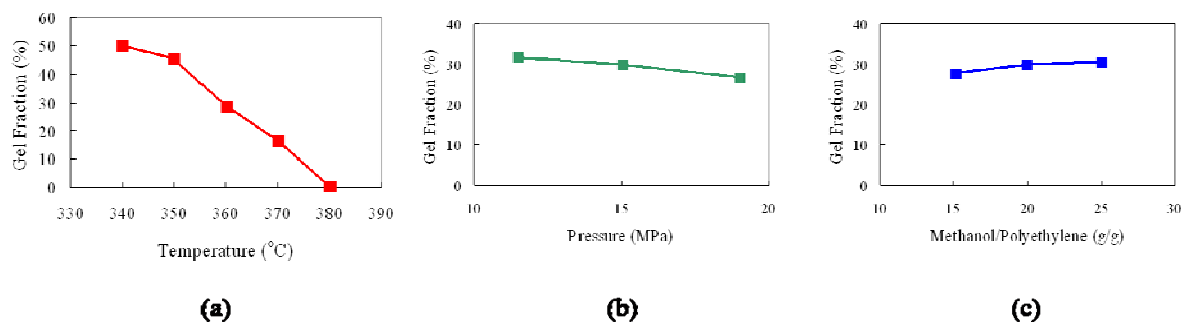 60
50
40
30
20
10
0
Gel Fraction (%)
330 340 350 360 370 380 390
Temperature (°C)
(a)
40
30
20
10
0
Gel Fraction (%)
10 15 20
Pressure (MPa)
(b)
40
30
20
10
0
Gel Fraction (%)
10 15 20 25 30
Methanol/Polyethylene (g/g)
(c)